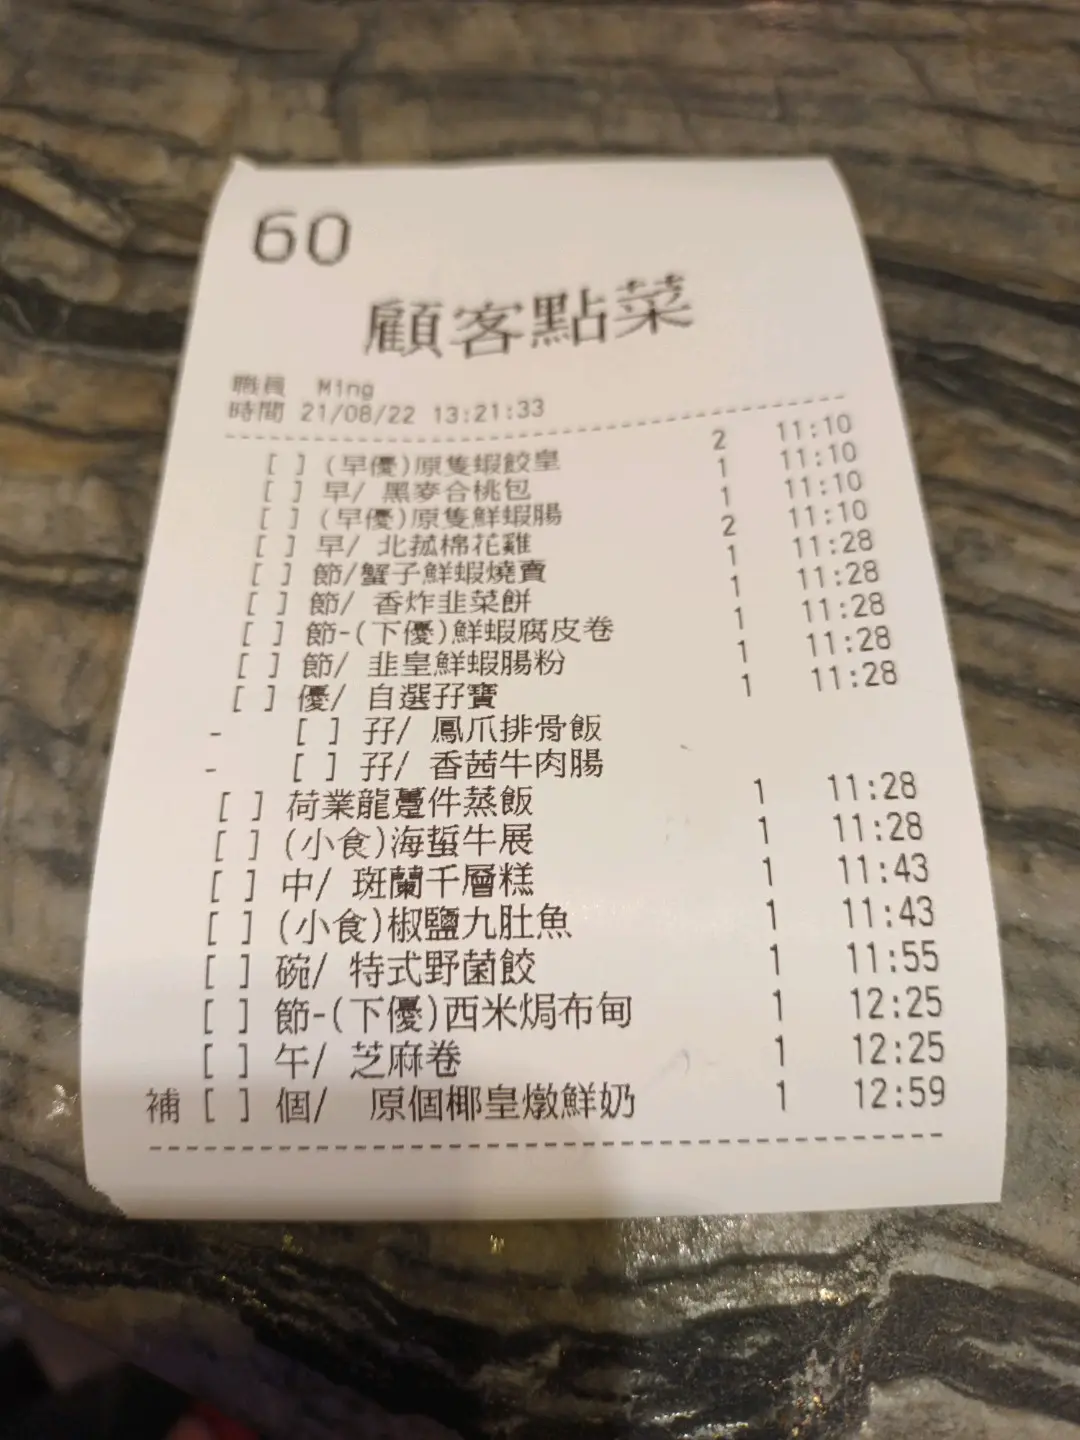 60
顧客點菜
職員 Ming
時間 21/08/22 13:21:33
[ ] (早優)原隻蝦餃皇 2 11:10
[ ] 早/ 黑麥合桃包 1 11:10
[ ] (早優)原隻鮮蝦腸 1 11:10
[ ] 早/ 北菰棉花雞 2 11:10
[ ] 節/蟹子鮮蝦燒賣 1 11:28
[ ] 節/ 香炸韭菜餅 1 11:28
[ ] 節-(下優)鮮蝦腐皮卷 1 11:28
[ ] 節/ 韭皇鮮蝦腸粉 1 11:28
[ ] 優/ 自選孖寶 1 11:28
- [ ] 孖/ 鳳爪排骨飯
- [ ] 孖/ 香茜牛肉腸
[ ] 荷業龍躉件蒸飯 1 11:28
[ ] (小食)海蜇牛展 1 11:28
[ ] 中/ 斑蘭千層糕 1 11:43
[ ] (小食)椒鹽九肚魚 1 11:43
[ ] 碗/ 特式野菌餃 1 11:55
[ ] 節-(下優)西米焗布甸 1 12:25
[ ] 午/ 芝麻卷 1 12:25
補 [ ] 個/ 原個椰皇燉鮮奶 1 12:59